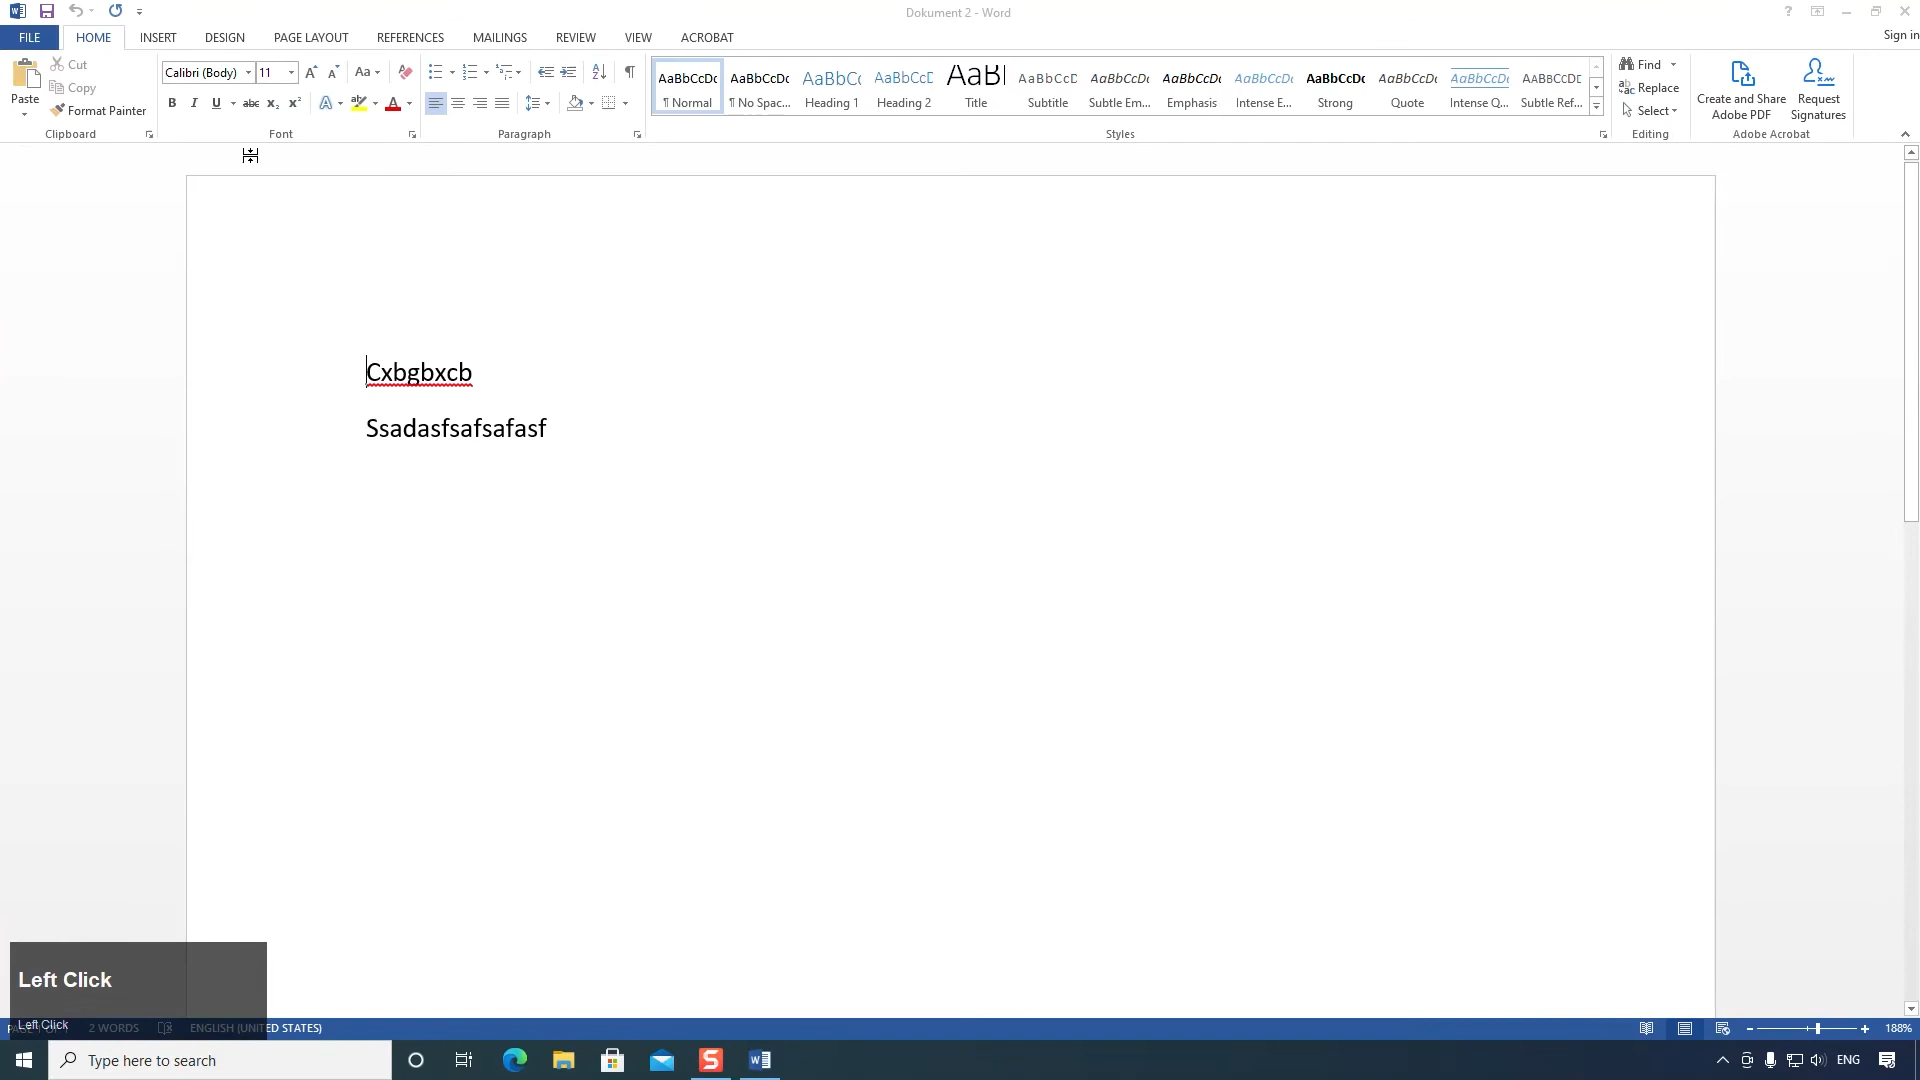 Dokument 2 - Word
FILE HOME INSERT DESIGN PAGE LAYOUT REFERENCES MAILINGS REVIEW VIEW ACROBAT Sign in
Paste
Cut
Copy
Format Painter
Clipboard
Calibri (Body) 11
Font
Paragraph
AaBbCcDc AaBbCcDc AaBbC( AaBbCcD AaB AaBbCcD AaBbCcDc AaBbCcDc AaBbCcDc AaBbCcDc AaBbCcDc AaBbCcDc AABBCCDE
¶ Normal ¶ No Spac... Heading 1 Heading 2 Title Subtitle Subtle Em... Emphasis Intense E... Strong Quote Intense Q... Subtle Ref...
Styles
Find
Replace
Select
Editing
Create and Share
Adobe PDF
Request
Signatures
Adobe Acrobat
Cxbgbxcb
Ssadasfsafsafasf
Left Click
Left Click
2 WORDS ENGLISH (UNITED STATES) 188%
Type here to search
ENG